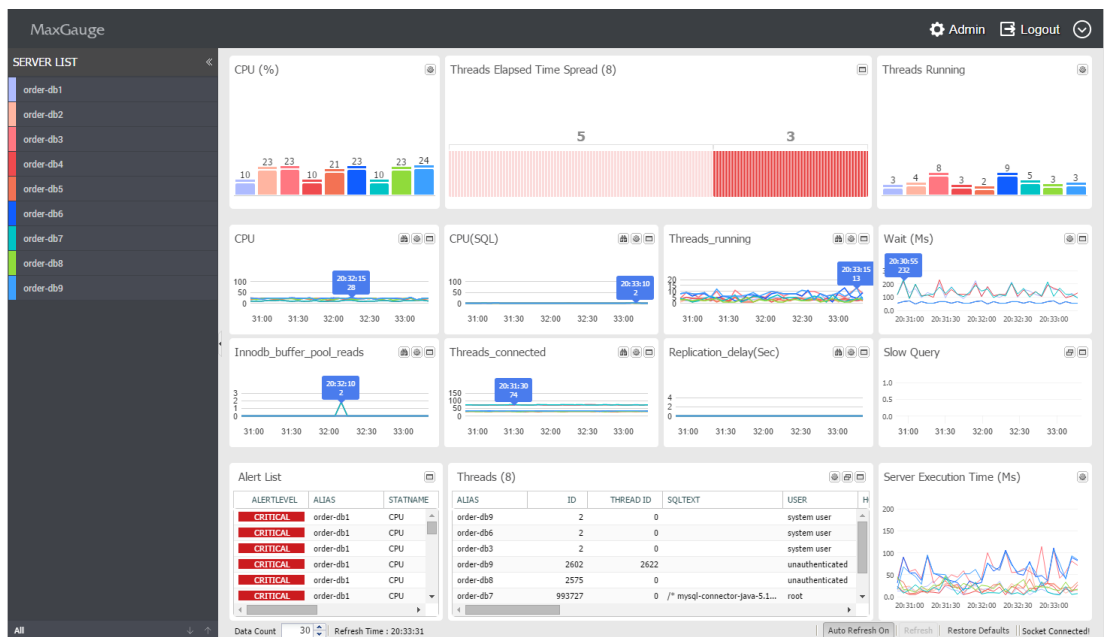 MaxGauge
Admin Logout
SERVER LIST
order-db1
order-db2
order-db3
order-db4
order-db5
order-db6
order-db7
order-db8
order-db9
All
CPU (%)
10 23 23 10 21 23 10 23 24
Threads Elapsed Time Spread (8)
5 3
Threads Running
3 4 8 3 2 9 5 3 3
CPU
20:32:15
28
100
50
0
31:00 31:30 32:00 32:30 33:00
CPU(SQL)
20:33:10
2
100
50
0
31:00 31:30 32:00 32:30 33:00
Threads_running
20:33:15
13
20
15
10
5
0
31:00 31:30 32:00 32:30 33:00
Wait (Ms)
20:30:55
232
200
100
0.0
20:31:00 20:31:30 20:32:00 20:32:30 20:33:00
Innodb_buffer_pool_reads
20:32:10
2
3
2
1
0
31:00 31:30 32:00 32:30 33:00
Threads_connected
20:31:30
74
150
100
50
0
31:00 31:30 32:00 32:30 33:00
Replication_delay(Sec)
4
2
0
31:00 31:30 32:00 32:30 33:00
Slow Query
1.0
0.5
0.0
31:00 31:30 32:00 32:30 33:00
Alert List
ALERTLEVEL ALIAS STATNAME
CRITICAL order-db1 CPU
CRITICAL order-db1 CPU
CRITICAL order-db1 CPU
CRITICAL order-db1 CPU
CRITICAL order-db1 CPU
CRITICAL order-db1 CPU
Threads (8)
ALIAS ID THREAD ID SQLTEXT USER H
order-db9 2 0 system user
order-db6 2 0 system user
order-db3 2 0 system user
order-db9 2602 2622 unauthenticated
order-db8 2575 0 unauthenticated
order-db7 993727 0 /* mysql-connector-java-5.1... root
Server Execution Time (Ms)
200
150
100
50
0.0
20:31:00 20:31:30 20:32:00 20:32:30 20:33:00
Data Count 30 Refresh Time : 20:33:31
Auto Refresh On Refresh Restore Defaults Socket Connected!